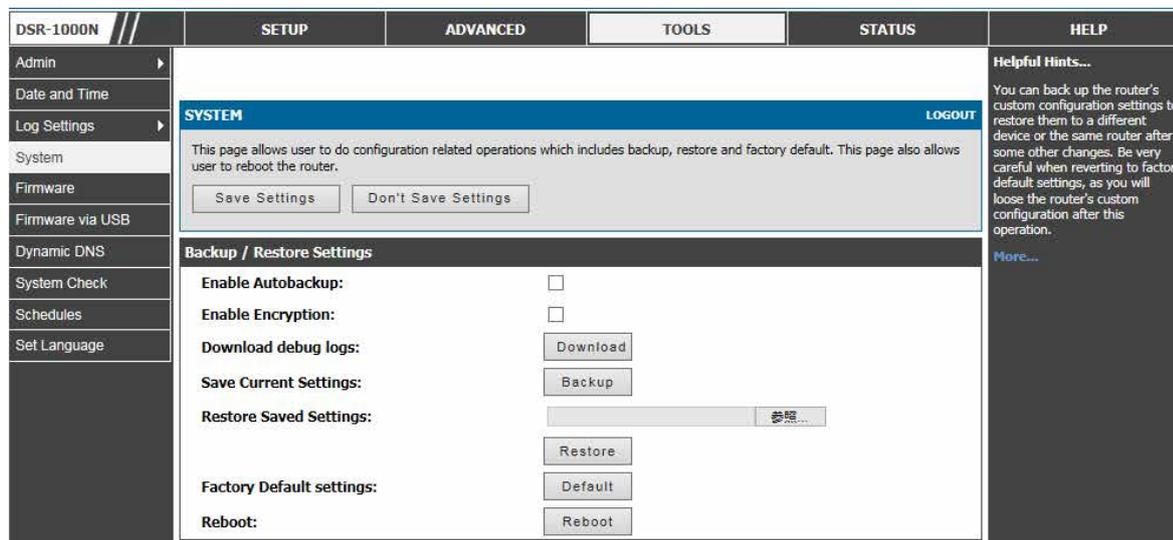 DSR-1000N
SETUP
ADVANCED
TOOLS
STATUS
HELP
Admin
Date and Time
Log Settings
System
Firmware
Firmware via USB
Dynamic DNS
System Check
Schedules
Set Language
SYSTEM
LOGOUT
This page allows user to do configuration related operations which includes backup, restore and factory default. This page also allows
user to reboot the router.
Save Settings
Don't Save Settings
Backup / Restore Settings
Enable Autobackup:
Enable Encryption:
Download debug logs:
Download
Save Current Settings:
Backup
Restore Saved Settings:
参照...
Restore
Factory Default settings:
Default
Reboot:
Reboot
Helpful Hints...
You can back up the router's
custom configuration settings to
restore them to a different
device or the same router after
some other changes. Be very
careful when reverting to factor
default settings, as you will
loose the router's custom
configuration after this
operation.
More...